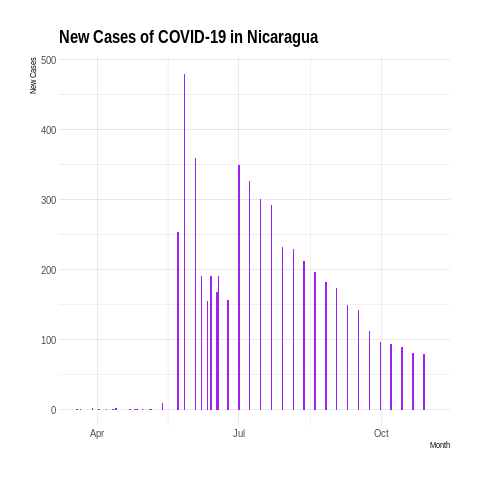 New Cases of COVID-19 in Nicaragua
New Cases
500
400
300
200
100
0
Apr
Jul
Oct
Month